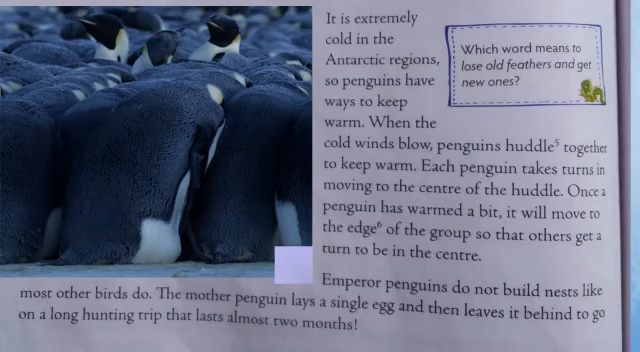 It is extremely
cold in the
Antarctic regions,
so penguins have
ways to keep
warm. When the
cold winds blow, penguins huddle⁵ together
to keep warm. Each penguin takes turns in
moving to the centre of the huddle. Once a
penguin has warmed a bit, it will move to
the edge⁶ of the group so that others get a
turn to be in the centre.
Which word means to
lose old feathers and get
new ones?
Emperor penguins do not build nests like
most other birds do. The mother penguin lays a single egg and then leaves it behind to go
on a long hunting trip that lasts almost two months!